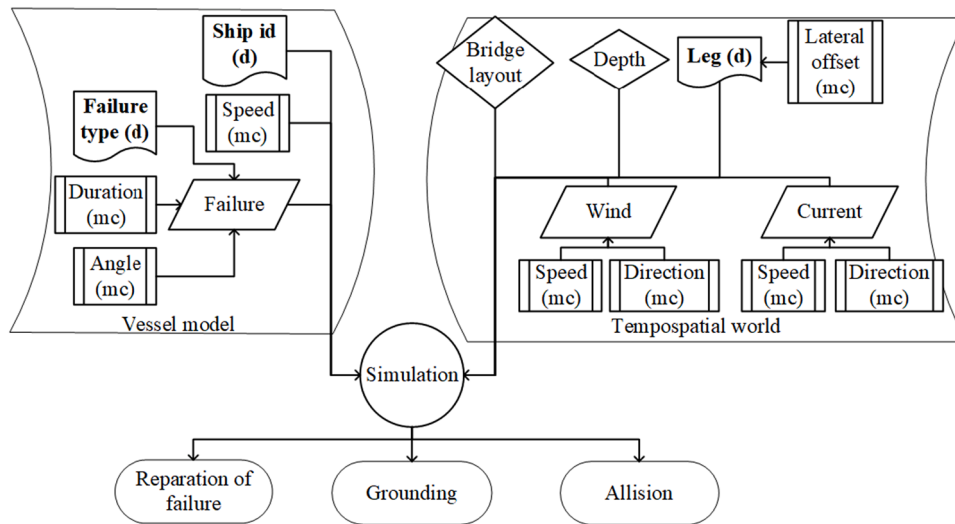 Ship id
(d)
Failure
type (d)
Speed
(mc)
Duration
(mc)
Failure
Angle
(mc)
Vessel model
Bridge
layout
Depth
Leg (d)
Lateral
offset
(mc)
Wind
Current
Speed
(mc)
Direction
(mc)
Speed
(mc)
Direction
(mc)
Tempospatial world
Simulation
Reparation of
failure
Grounding
Allision